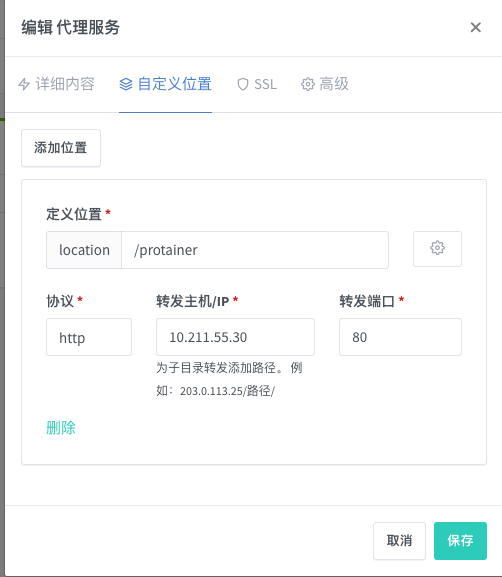 编辑 代理服务
详细内容 自定义位置 SSL 高级
添加位置
定义位置 *
location /protainer
协议 * 转发主机/IP * 转发端口 *
http 10.211.55.30 80
为子目录转发添加路径。 例
如： 203.0.113.25/路径/
删除
取消 保存